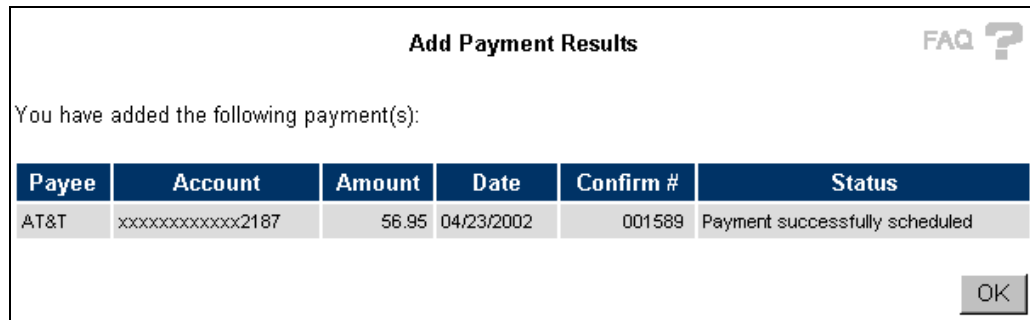 Add Payment Results
FAQ ?
You have added the following payment(s):
Payee Account Amount Date Confirm # Status
AT&T xxxxxxxxxxxx2187 56.95 04/23/2002 001589 Payment successfully scheduled
OK